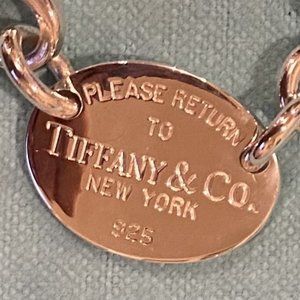 PLEASE RETURN
TO
TIFFANY & CO.
NEW YORK
925